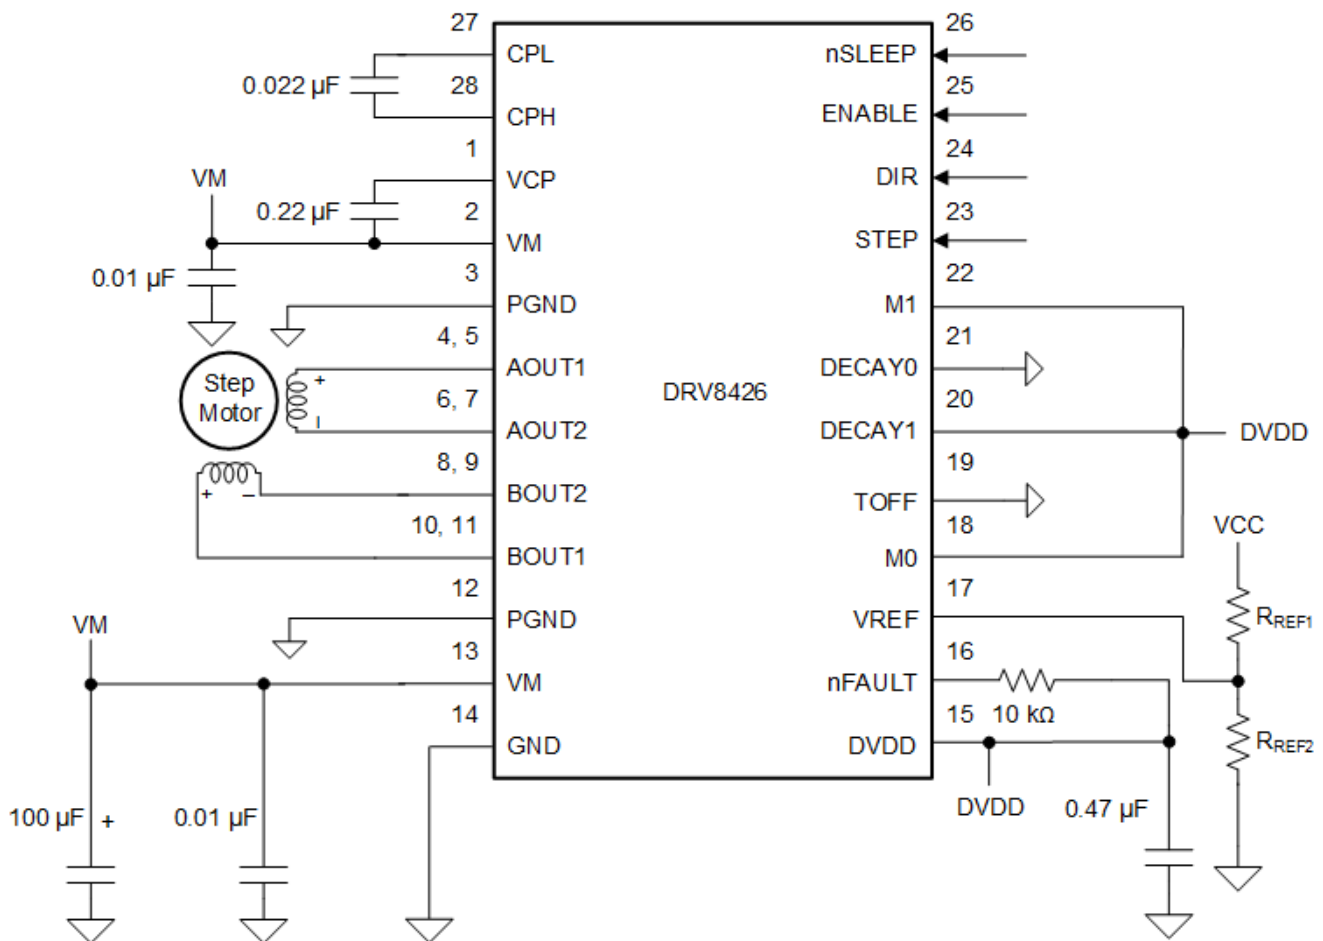 27
CPL
nSLEEP
26
0.022 µF
28
CPH
ENABLE
25
1
VCP
DIR
24
VM
0.22 µF
2
VM
STEP
23
0.01 µF
3
PGND
M1
22
4, 5
AOUT1
DECAY0
21
Step
Motor
+
–
6, 7
AOUT2
DRV8426
DECAY1
20
DVDD
8, 9
BOUT2
TOFF
19
+
–
10, 11
BOUT1
M0
18
VCC
12
PGND
VREF
17
RREF1
VM
13
VM
nFAULT
16
10 kΩ
14
GND
DVDD
15
RREF2
100 µF
+
0.01 µF
DVDD
0.47 µF